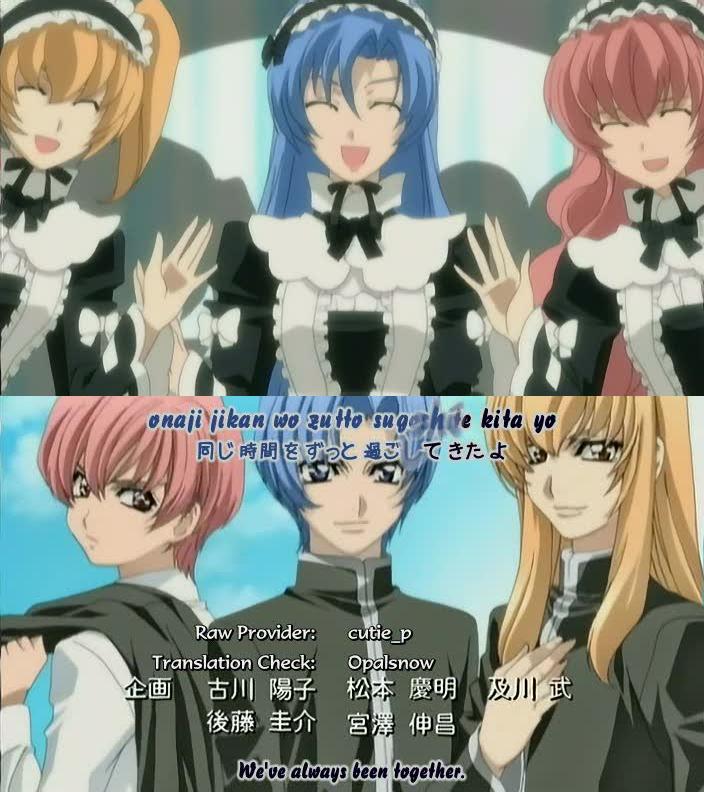 onaji jikan wo zutto sugoshite kita yo
同じ時間をずっと過ごしてきたよ
Raw Provider: cutie_p
Translation Check: Opalsnow
企画 古川 陽子 松本 慶明 及川 武
後藤 圭介 宮澤 伸昌
We've always been together.